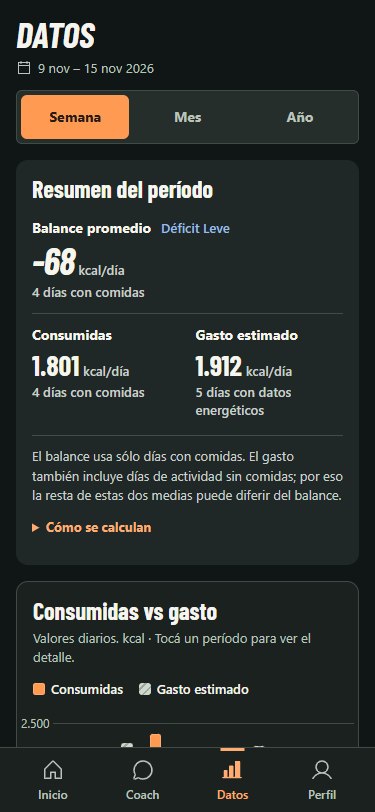 DATOS
9 nov – 15 nov 2026
Semana Mes Año
Resumen del período
Balance promedio Déficit Leve
-68 kcal/día
4 días con comidas
Consumidas Gasto estimado
1.801 kcal/día 1.912 kcal/día
4 días con comidas 5 días con datos
energéticos
El balance usa sólo días con comidas. El gasto
también incluye días de actividad sin comidas; por eso
la resta de estas dos medias puede diferir del balance.
▶ Cómo se calculan
Consumidas vs gasto
Valores diarios. kcal · Tocá un período para ver el
detalle.
Consumidas Gasto estimado
2.500
Inicio Coach Datos Perfil